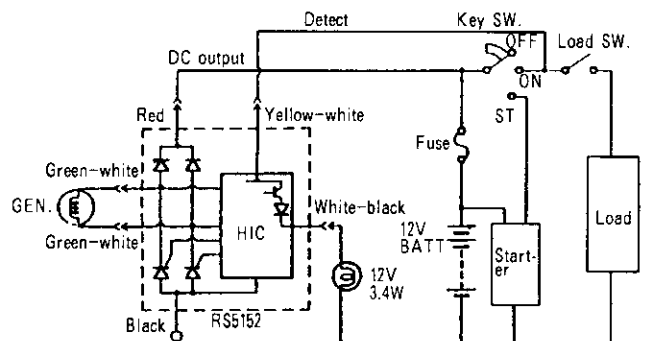 Detect
Key SW.
OFF
Load SW.
DC output
ON
Red
Yellow-white
ST
Fuse
Green-white
GEN.
White-black
HIC
12V
BATT
Load
Green-white
Start-
er
12V
3.4W
Black
RS5152